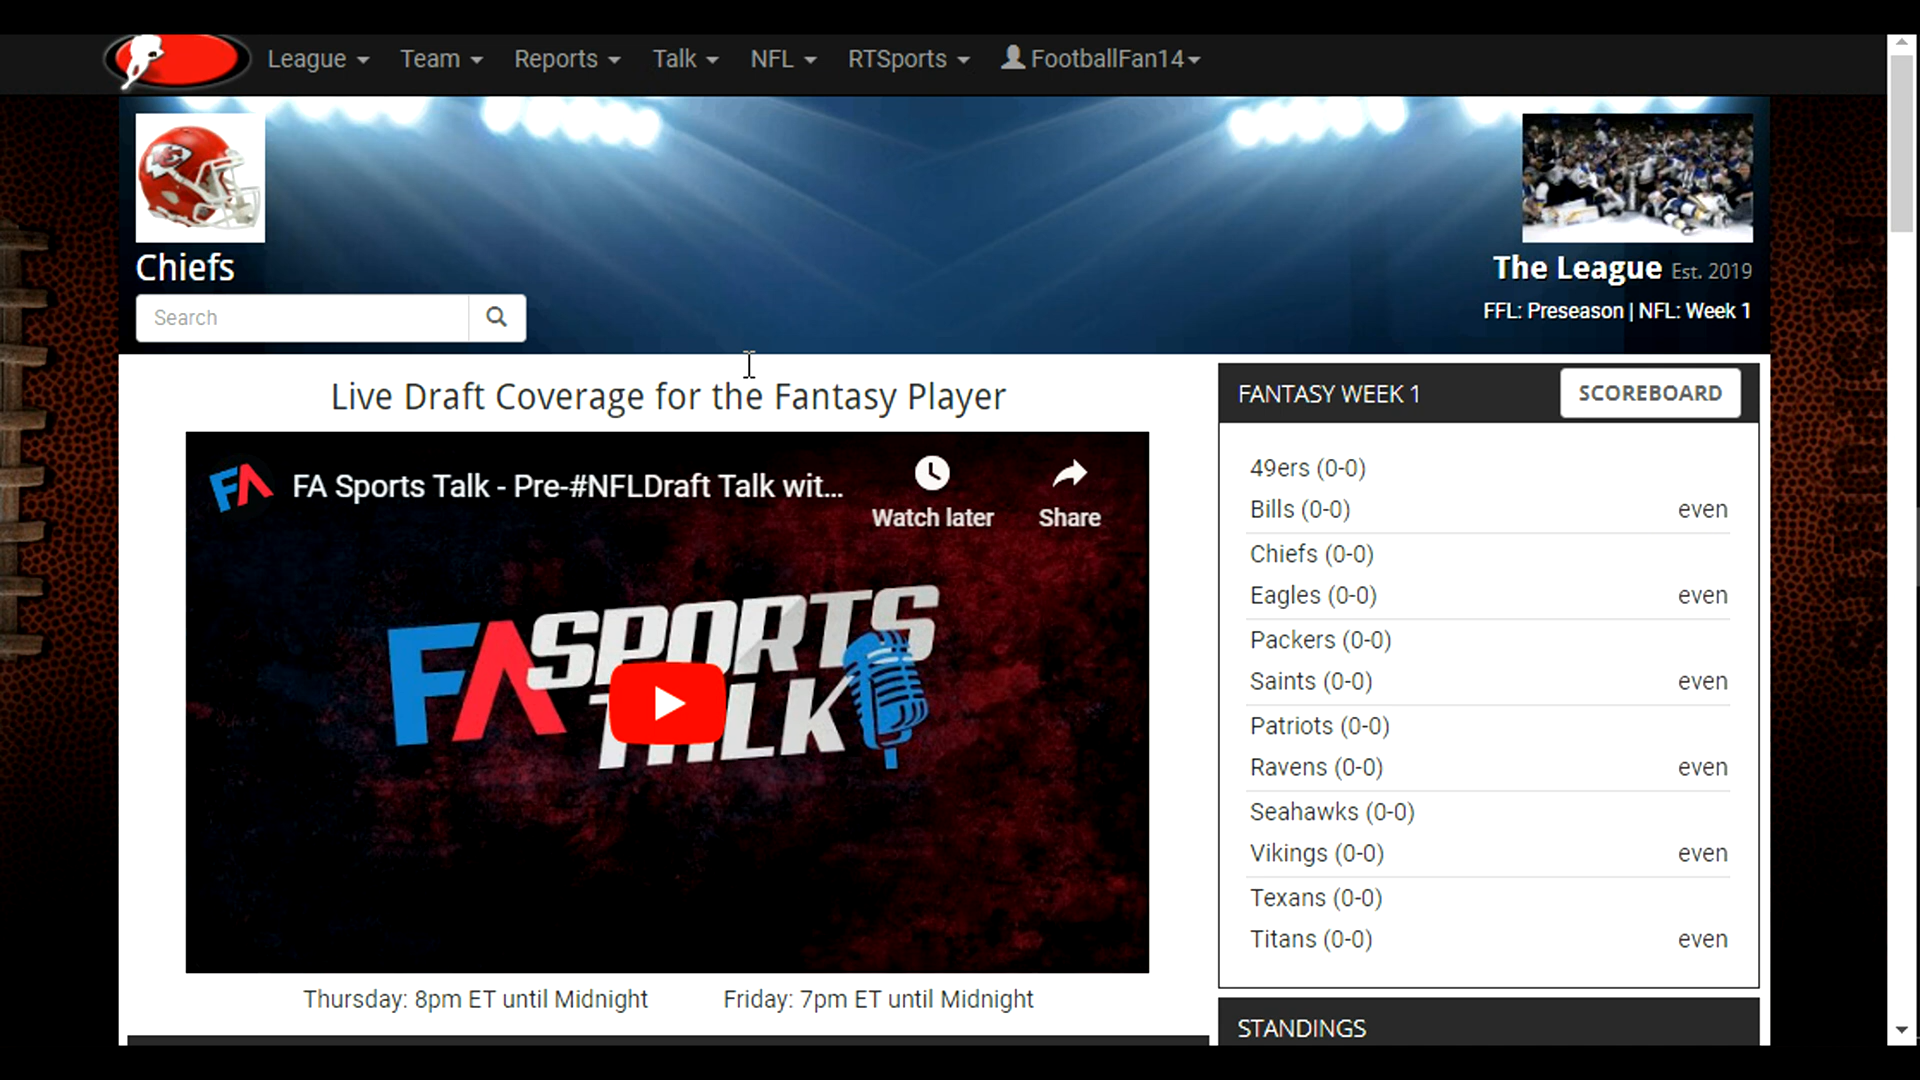 League Team Reports Talk NFL RTSports FootballFan14
Chiefs
Search
The League Est. 2019
FFL: Preseason | NFL: Week 1
Live Draft Coverage for the Fantasy Player
FA
FA Sports Talk - Pre-#NFLDraft Talk wit...
Watch later
Share
FA SPORTS
TALK
Thursday: 8pm ET until Midnight
Friday: 7pm ET until Midnight
FANTASY WEEK 1
SCOREBOARD
49ers (0-0)
Bills (0-0) even
Chiefs (0-0)
Eagles (0-0) even
Packers (0-0)
Saints (0-0) even
Patriots (0-0)
Ravens (0-0) even
Seahawks (0-0)
Vikings (0-0) even
Texans (0-0)
Titans (0-0) even
STANDINGS